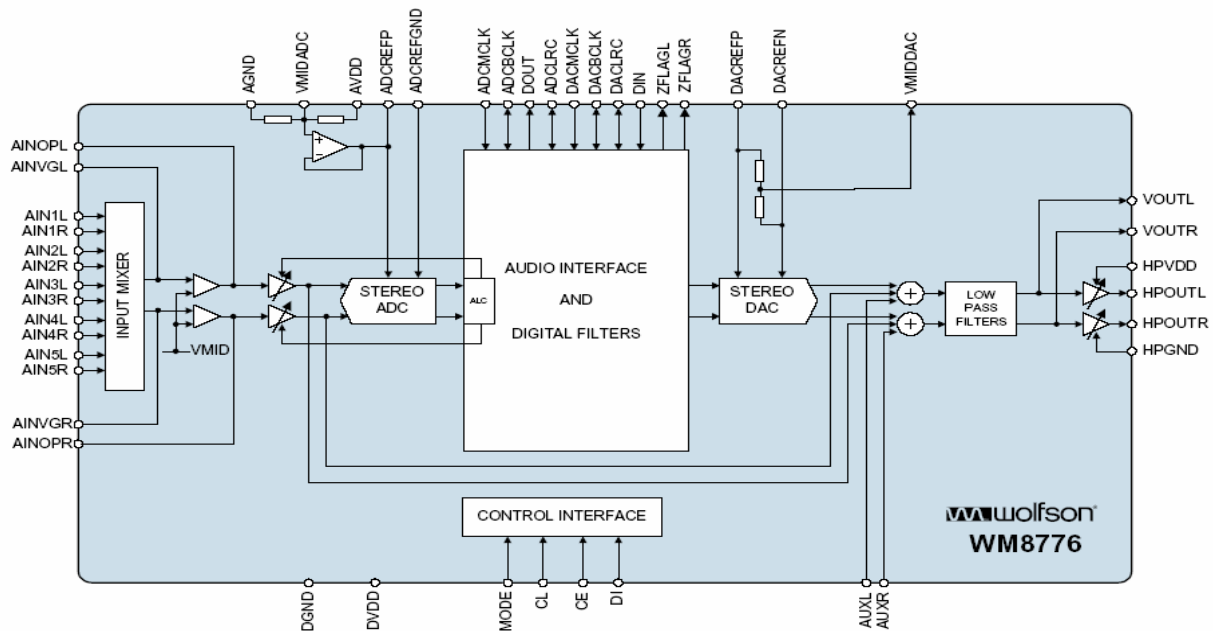 AGND
VMIDADC
AVDD
ADCREFP
ADCREFGND
ADCMCLK
ADCBCLK
DOUT
ADCLRC
DACMCLK
DACBCLK
DACLRC
DIN
ZFLAGL
ZFLAGR
DACREFP
DACREFN
VMIDDAC
AINOPL
AINVGL
AIN1L
AIN1R
AIN2L
AIN2R
AIN3L
AIN3R
AIN4L
AIN4R
AIN5L
AIN5R
AINVGR
AINOPR
INPUT MIXER
VMID
+
−
STEREO
ADC
ALC
AUDIO INTERFACE
AND
DIGITAL FILTERS
STEREO
DAC
+
+
LOW
PASS
FILTERS
VOUTL
VOUTR
HPVDD
HPOUTL
HPOUTR
HPGND
CONTROL INTERFACE
wolfson
WM8776
DGND
DVDD
MODE
CL
CE
DI
AUXL
AUXR